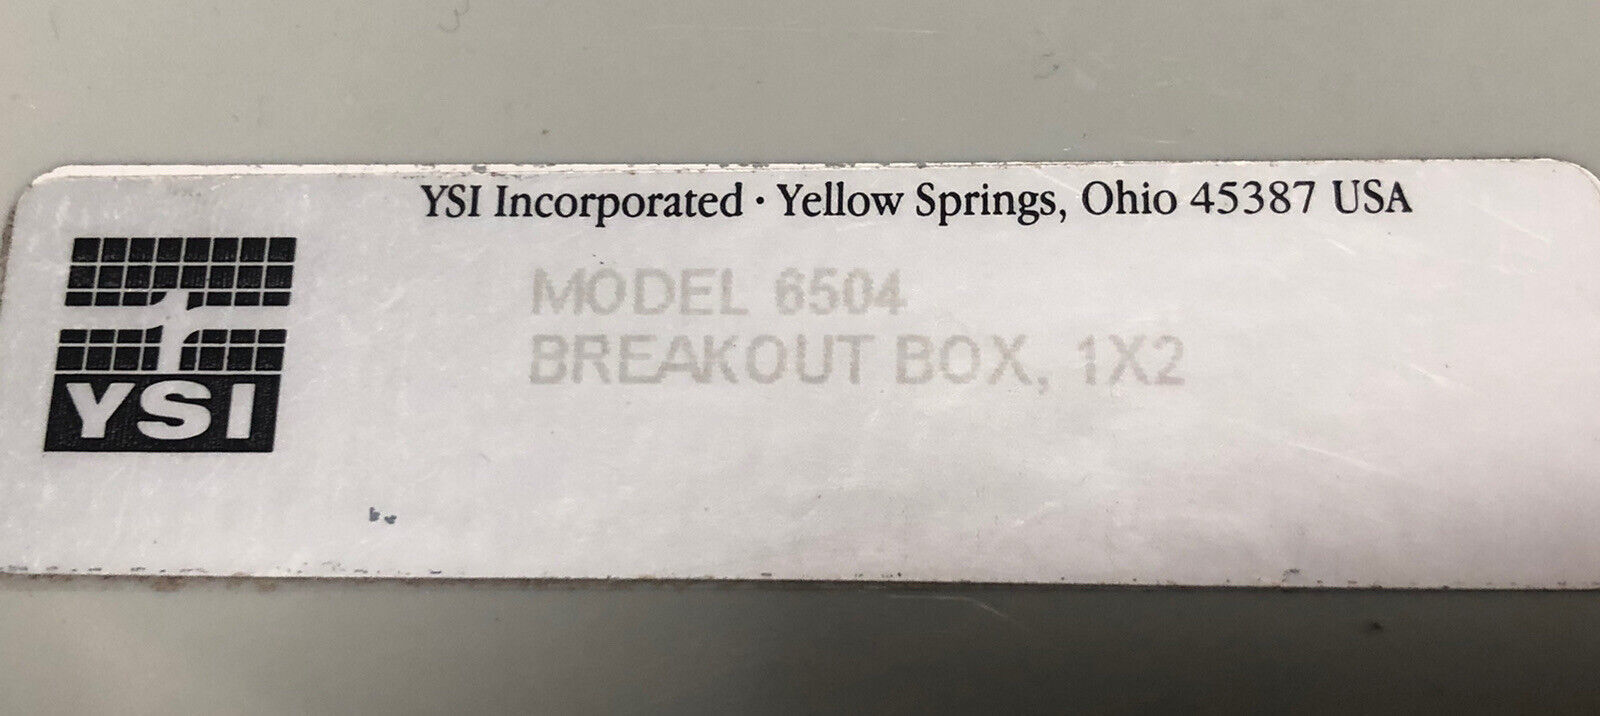 YSI Incorporated · Yellow Springs, Ohio 45387 USA
MODEL 6504
BREAKOUT BOX, 1X2
YSI